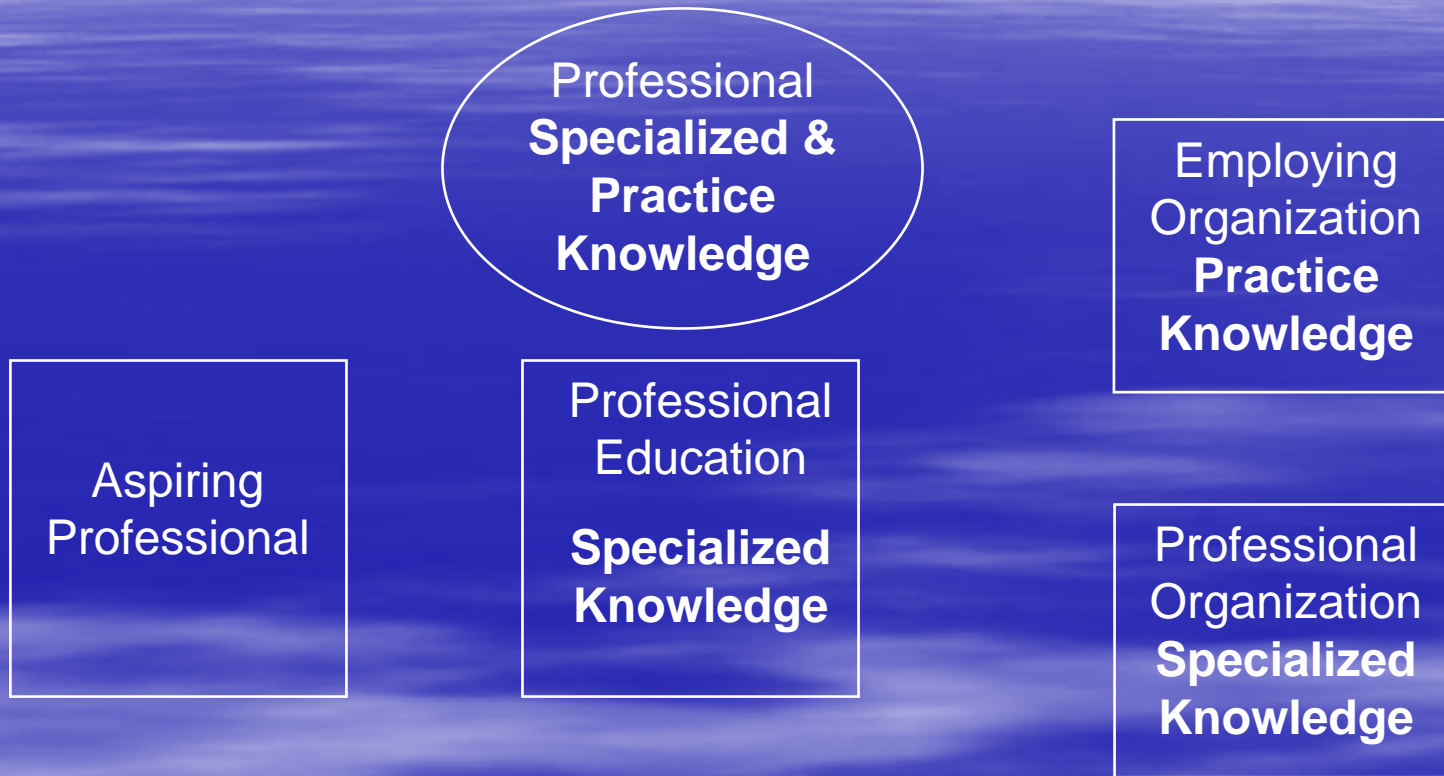 Professional
Specialized &
Practice
Knowledge
Employing
Organization
Practice
Knowledge
Aspiring
Professional
Professional
Education
Specialized
Knowledge
Professional
Organization
Specialized
Knowledge